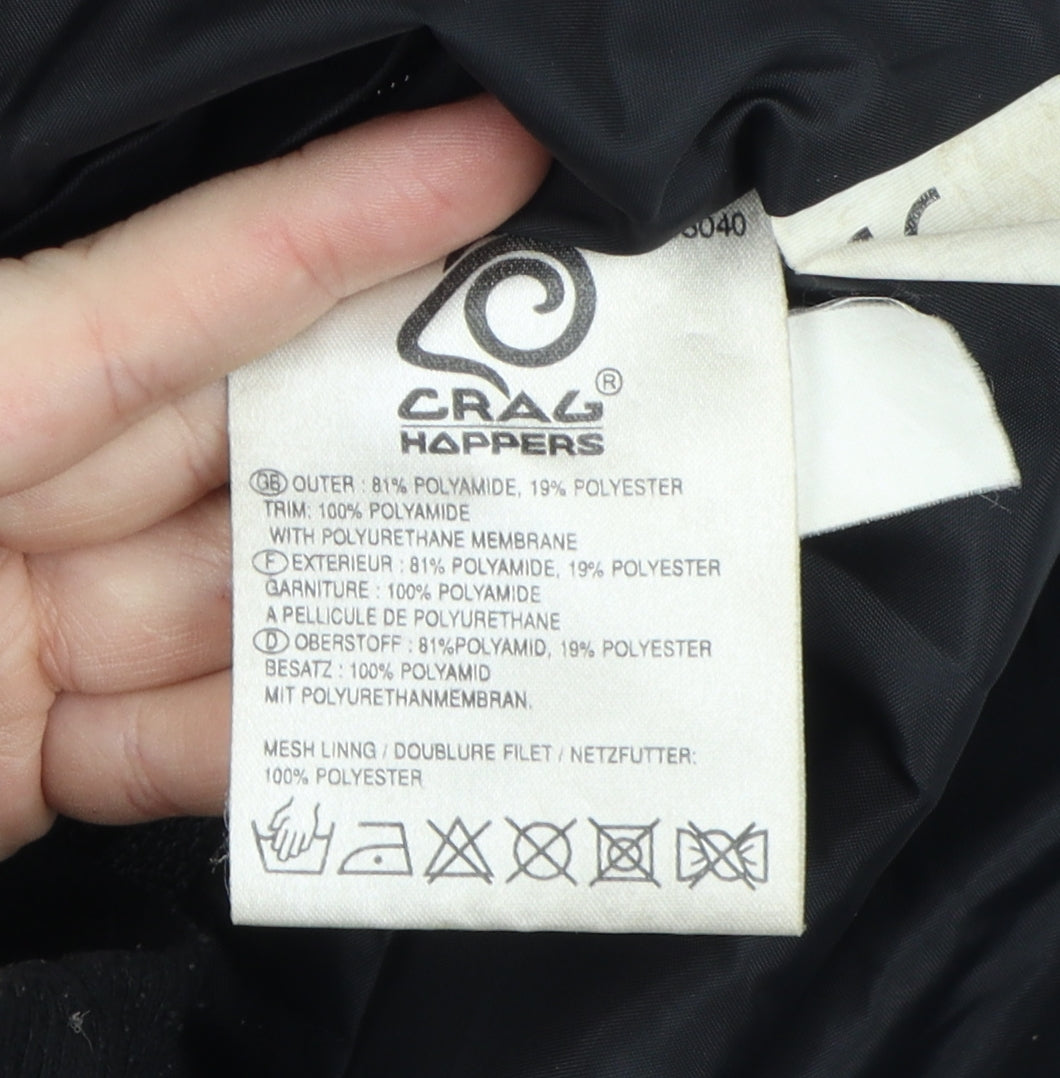 CRAG
HOPPERS
®
GB OUTER : 81% POLYAMIDE, 19% POLYESTER
TRIM: 100% POLYAMIDE
WITH POLYURETHANE MEMBRANE
F EXTERIEUR : 81% POLYAMIDE, 19% POLYESTER
GARNITURE : 100% POLYAMIDE
A PELLICULE DE POLYURETHANE
D OBERSTOFF : 81%POLYAMID, 19% POLYESTER
BESATZ : 100% POLYAMID
MIT POLYURETHANMEMBRAN.
MESH LINNG / DOUBLURE FILET / NETZFUTTER:
100% POLYESTER